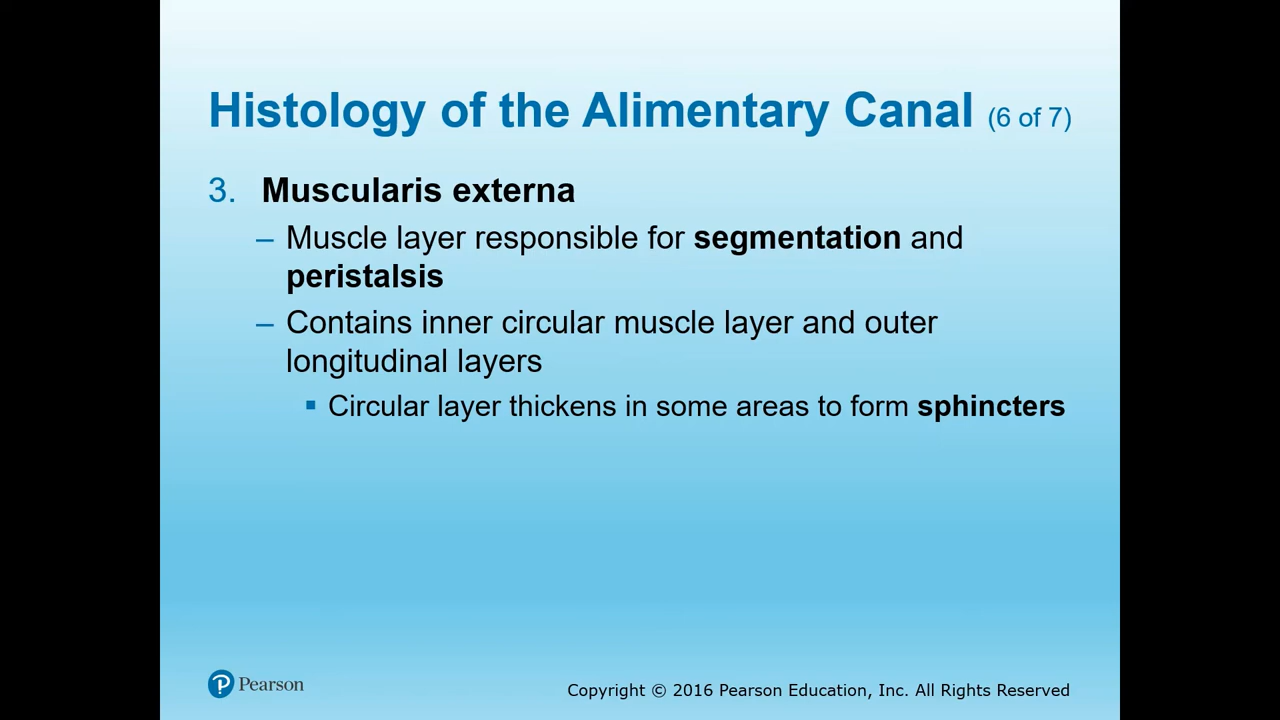 Histology of the Alimentary Canal (6 of 7)
3. Muscularis externa
– Muscle layer responsible for segmentation and
peristalsis
– Contains inner circular muscle layer and outer
longitudinal layers
▪ Circular layer thickens in some areas to form sphincters
P Pearson
Copyright © 2016 Pearson Education, Inc. All Rights Reserved